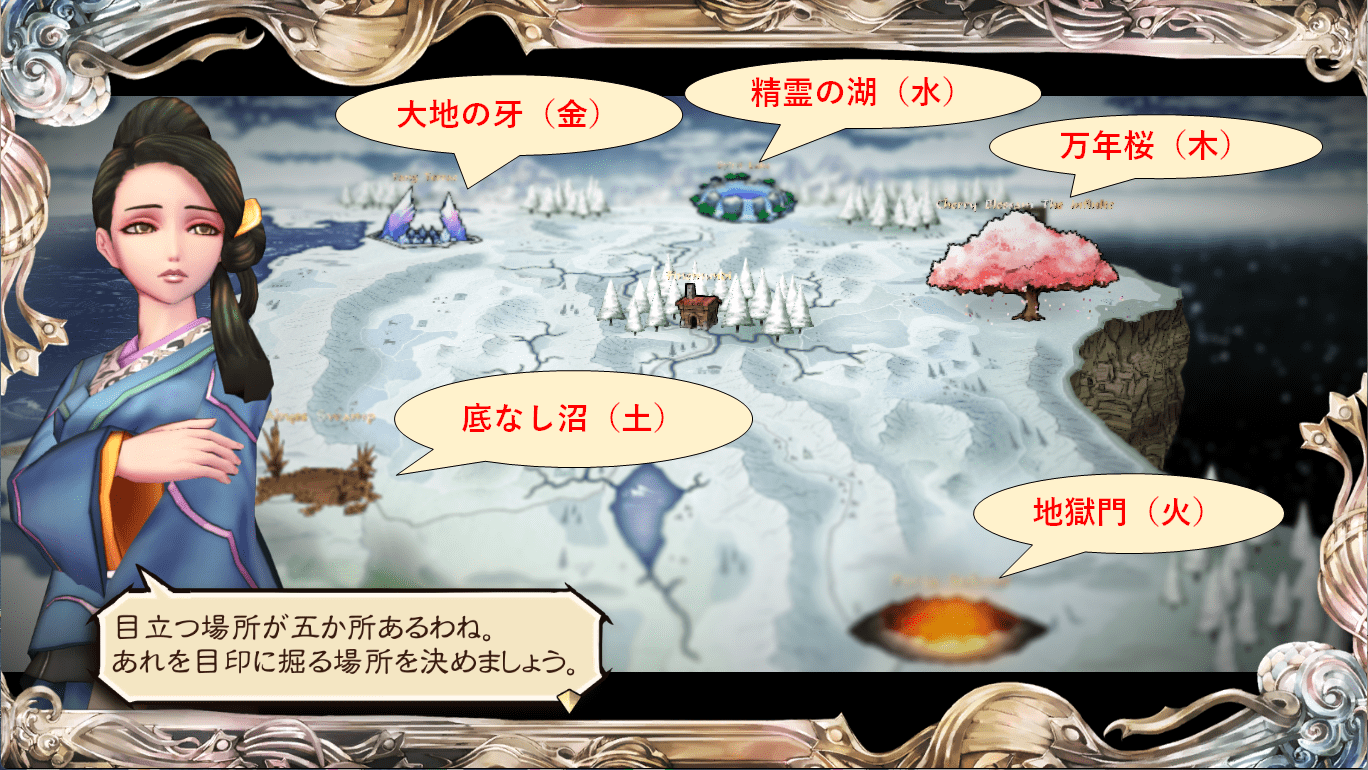 精霊の湖（水）
大地の牙（金）
万年桜（木）
底なし沼（土）
地獄門（火）
目立つ場所が五か所あるわね。
あれを目印に掘る場所を決めましょう。